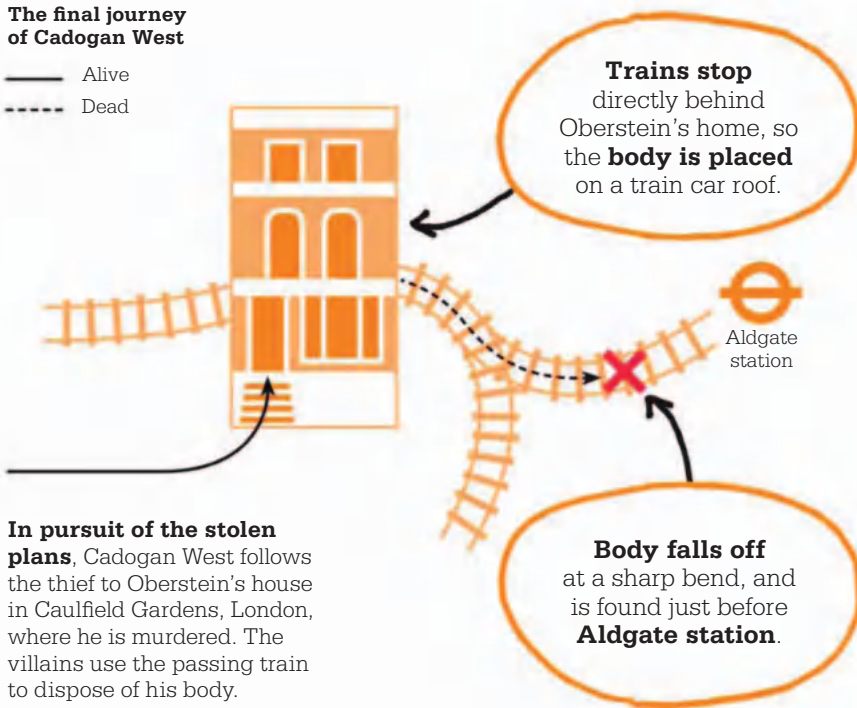 The final journey
of Cadogan West
Alive
Dead
Trains stop
directly behind
Oberstein’s home, so
the body is placed
on a train car roof.
Aldgate
station
In pursuit of the stolen
plans, Cadogan West follows
the thief to Oberstein’s house
in Caulfield Gardens, London,
where he is murdered. The
villains use the passing train
to dispose of his body.
Body falls off
at a sharp bend, and
is found just before
Aldgate station.